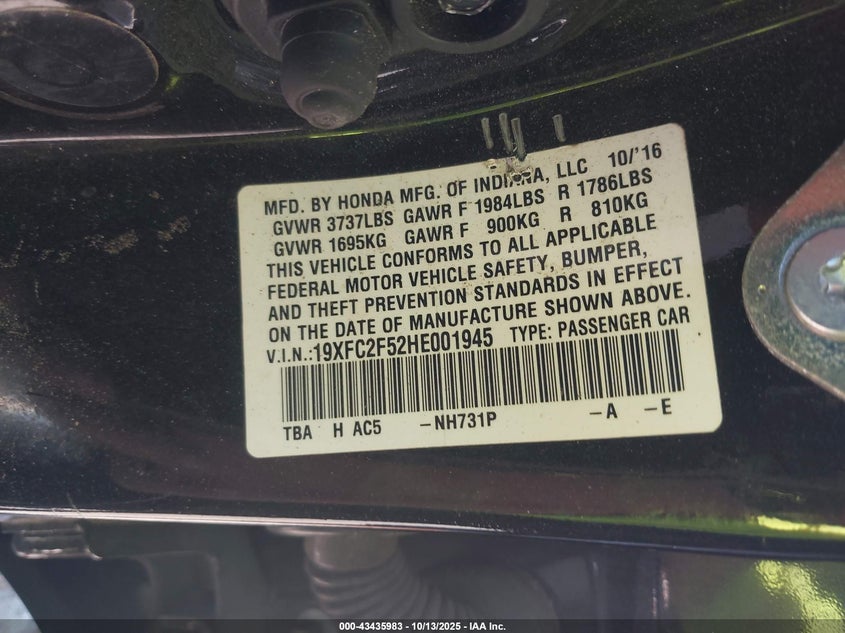 MFD. BY HONDA MFG. OF INDIANA, LLC 10/'16
GVWR 3737LBS GAWR F 1984LBS R 1786LBS
GVWR 1695KG GAWR F 900KG R 810KG
THIS VEHICLE CONFORMS TO ALL APPLICABLE
FEDERAL MOTOR VEHICLE SAFETY, BUMPER,
AND THEFT PREVENTION STANDARDS IN EFFECT
ON THE DATE OF MANUFACTURE SHOWN ABOVE.
V.I.N.:19XFC2F52HE001945 TYPE: PASSENGER CAR
TBA H AC5 -NH731P -A -E
000-43435983 - 10/13/2025 - IAA Inc.